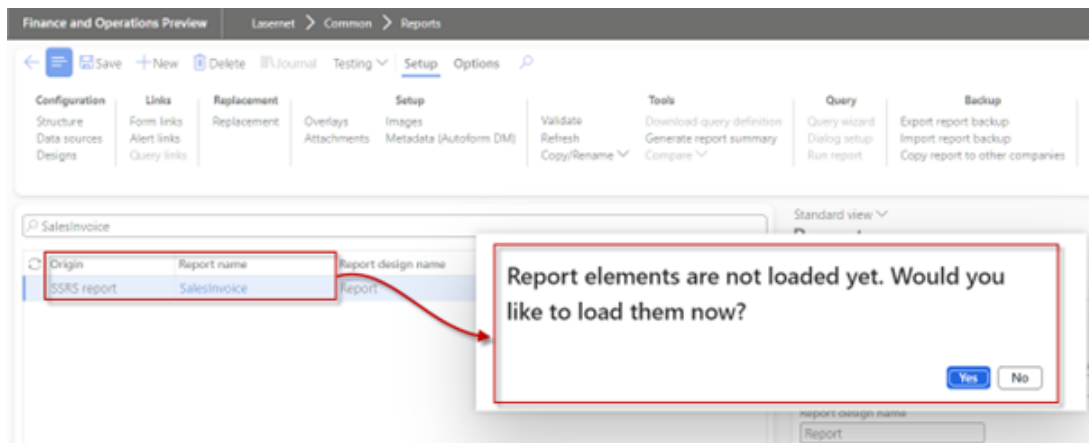 Finance and Operations Preview Lasernet > Common > Reports
Save New Delete Journal Testing Setup Options
Configuration Links Replacement Setup Tools Query Backup
Structure Form links Replacement Overlays Images Validate Download query definition Query wizard Export report backup
Data sources Alert links Attachments Metadata (Autoform DM) Refresh Generate report summary Dialog setup Import report backup
Designs Query links Copy/Rename Compare Run report Copy report to other companies
SalesInvoice
Standard view
Origin Report name Report design name
SSRS report SalesInvoice Report
Report elements are not loaded yet. Would you
like to load them now?
Yes No
Report design name
Report